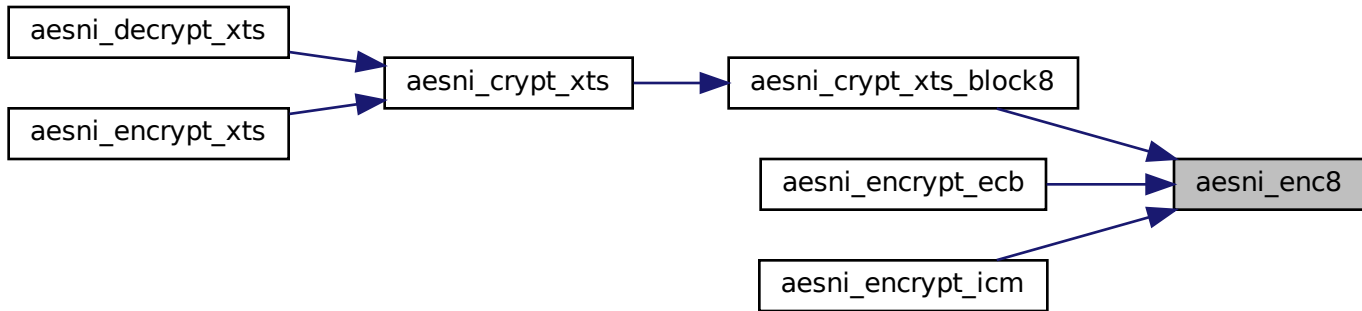 aesni_decrypt_xts
aesni_encrypt_xts
aesni_crypt_xts
aesni_crypt_xts_block8
aesni_encrypt_ecb
aesni_encrypt_icm
aesni_enc8